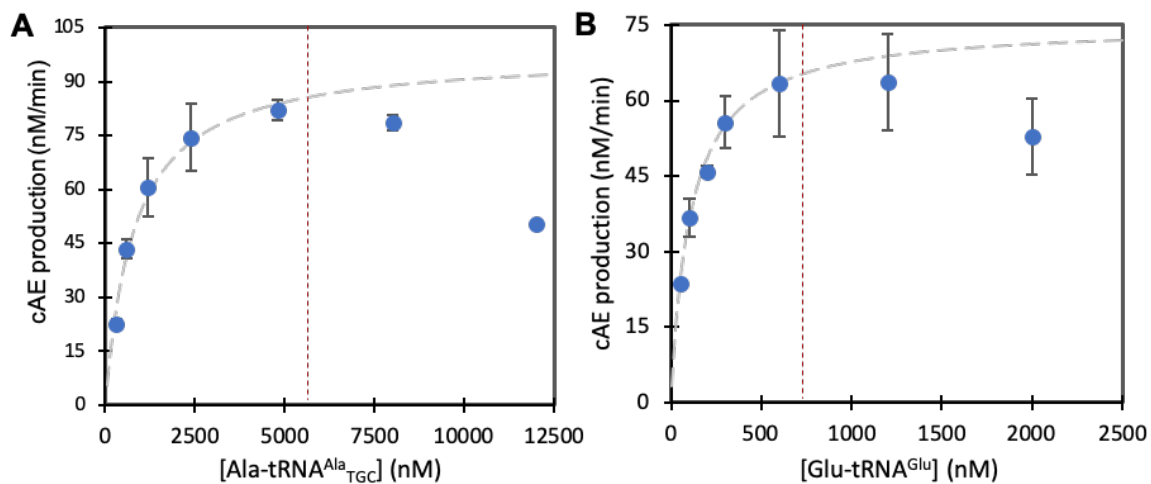 A
cAE production (nM/min)
105
90
75
60
45
30
15
0
0 2500 5000 7500 10000 12500
[Ala-tRNAᴬˡᵃTGC] (nM)
B
cAE production (nM/min)
75
60
45
30
15
0
0 500 1000 1500 2000 2500
[Glu-tRNAᴳˡᵘ] (nM)